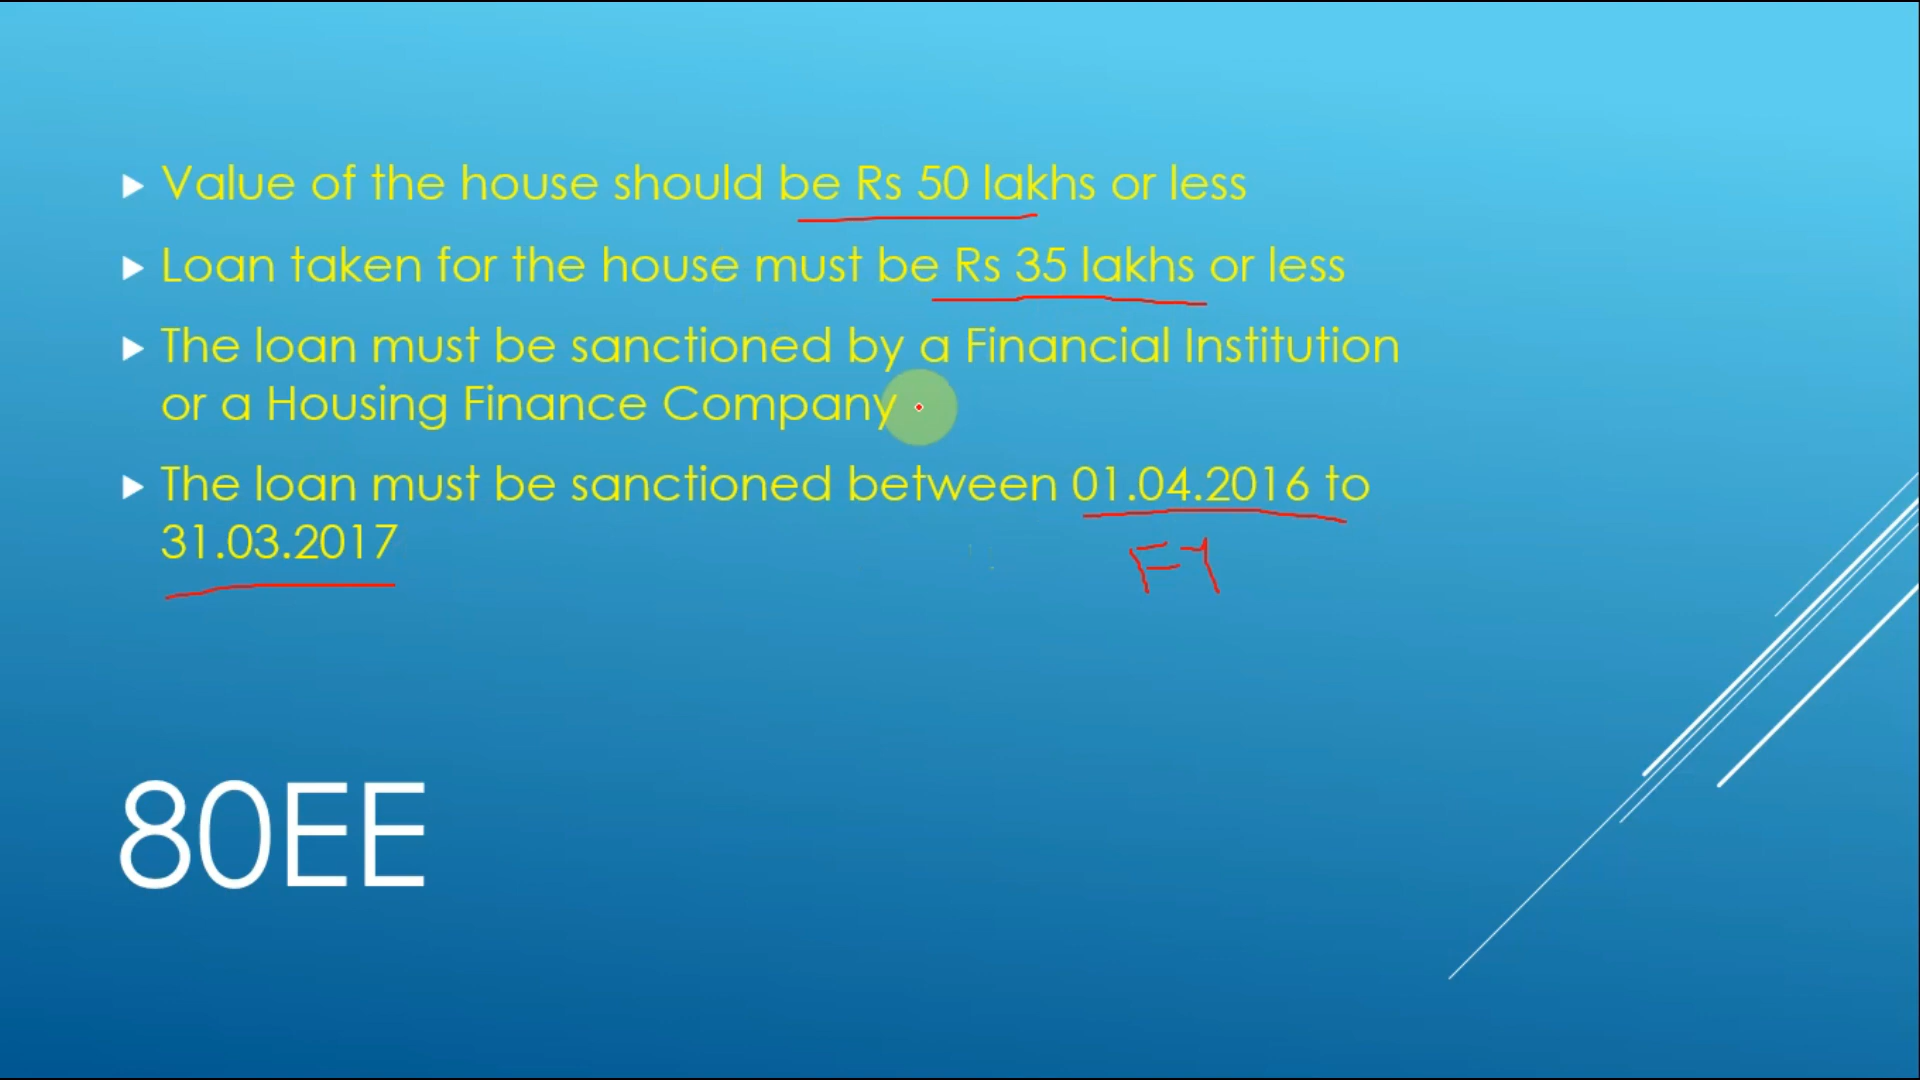 Value of the house should be Rs 50 lakhs or less
Loan taken for the house must be Rs 35 lakhs or less
The loan must be sanctioned by a Financial Institution
or a Housing Finance Company
The loan must be sanctioned between 01.04.2016 to
31.03.2017
FY
80EE